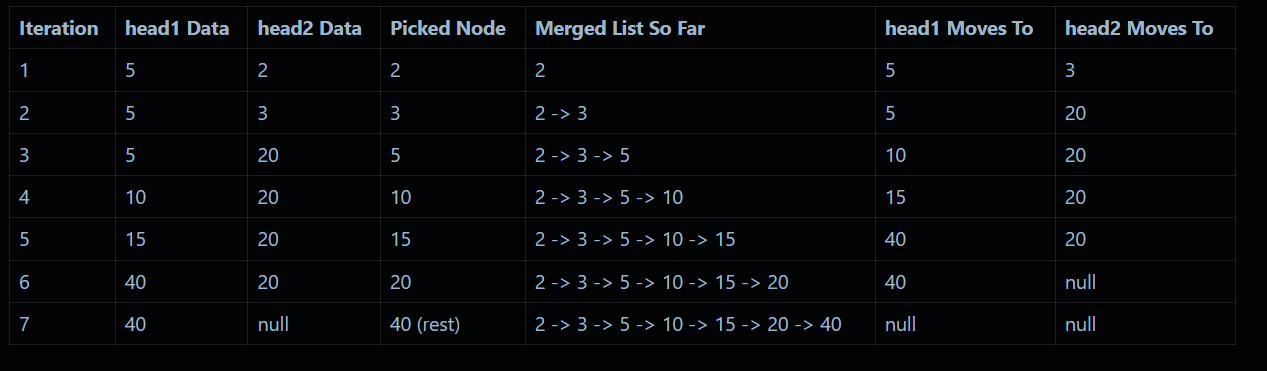 Iteration head1 Data head2 Data Picked Node Merged List So Far head1 Moves To head2 Moves To
1 5 2 2 2 5 3
2 5 3 3 2 -> 3 5 20
3 5 20 5 2 -> 3 -> 5 10 20
4 10 20 10 2 -> 3 -> 5 -> 10 15 20
5 15 20 15 2 -> 3 -> 5 -> 10 -> 15 40 20
6 40 20 20 2 -> 3 -> 5 -> 10 -> 15 -> 20 40 null
7 40 null 40 (rest) 2 -> 3 -> 5 -> 10 -> 15 -> 20 -> 40 null null